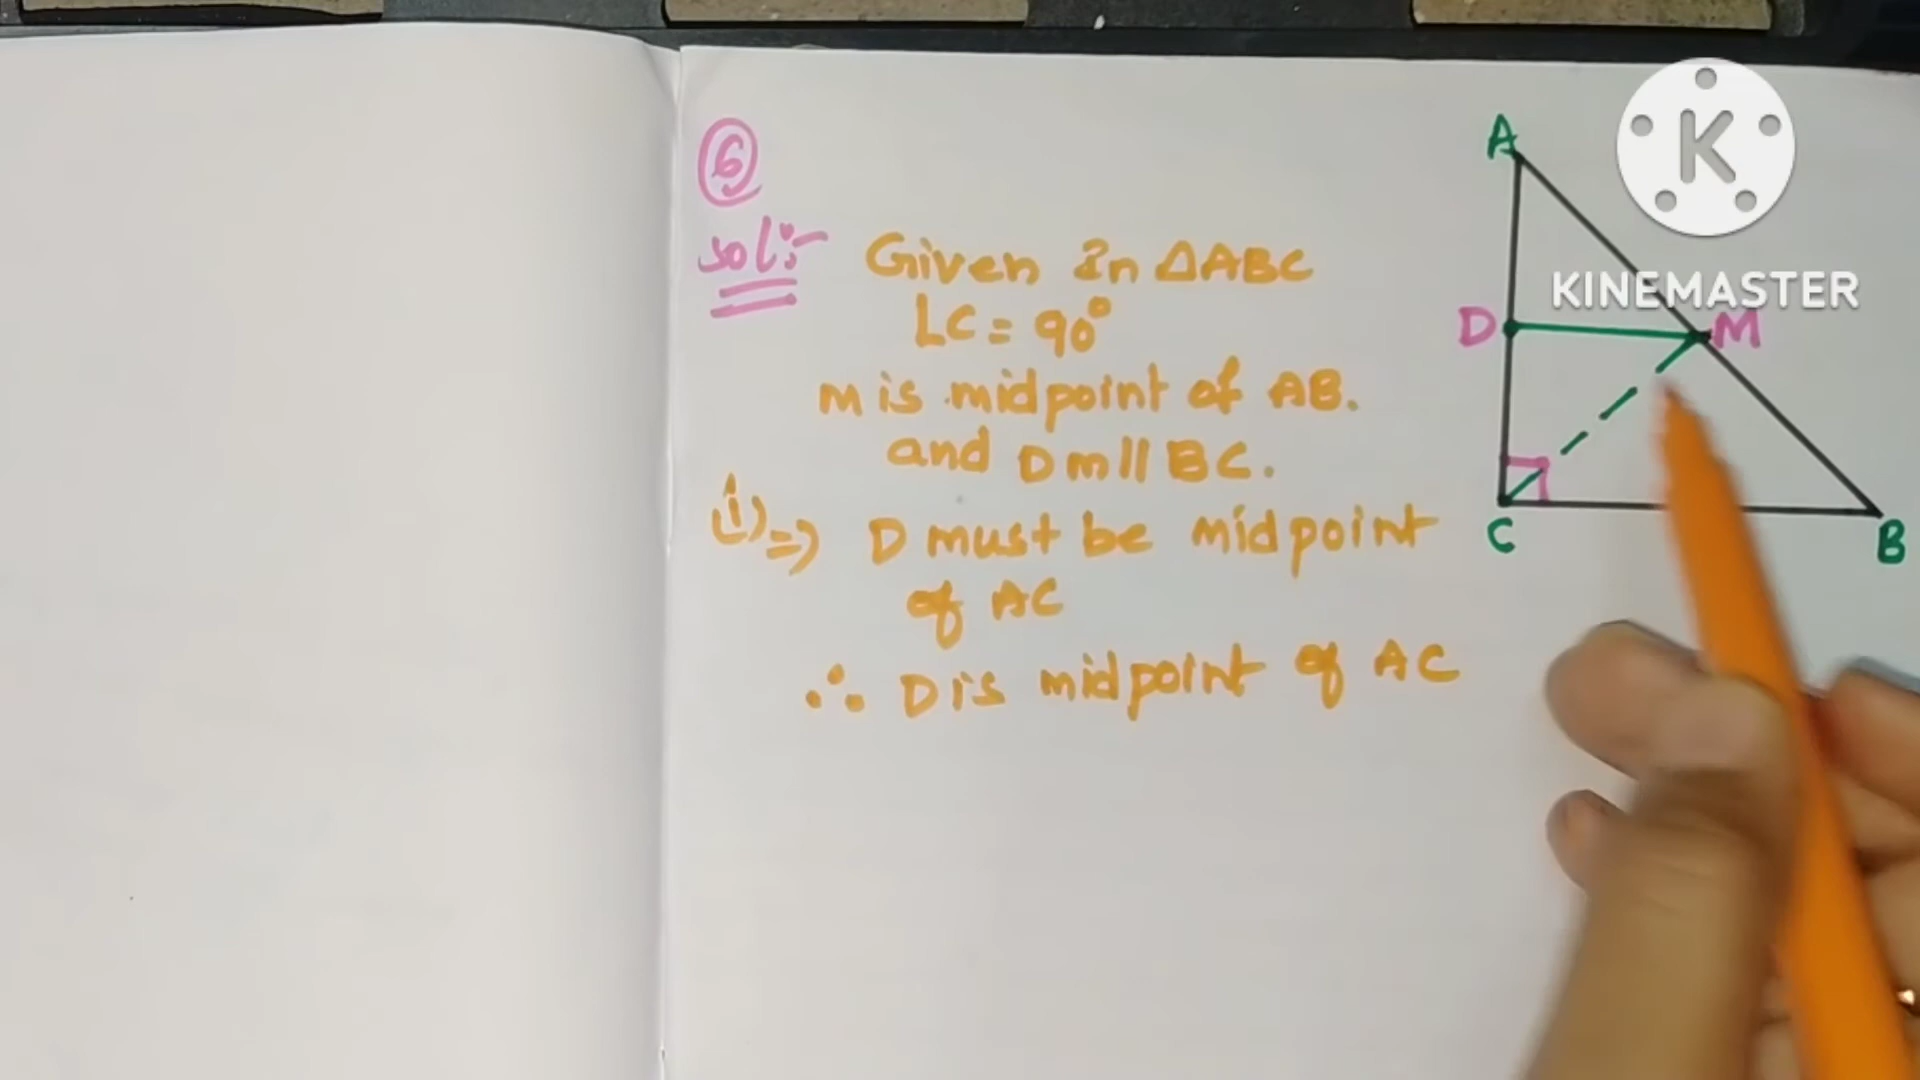 6
Sol:-
Given In ΔABC
∟C = 90°
M is midpoint of AB.
and DM || BC.
(i) => D must be midpoint
of AC
∴ D is midpoint of AC
A
D
M
C
B
K
KINEMASTER